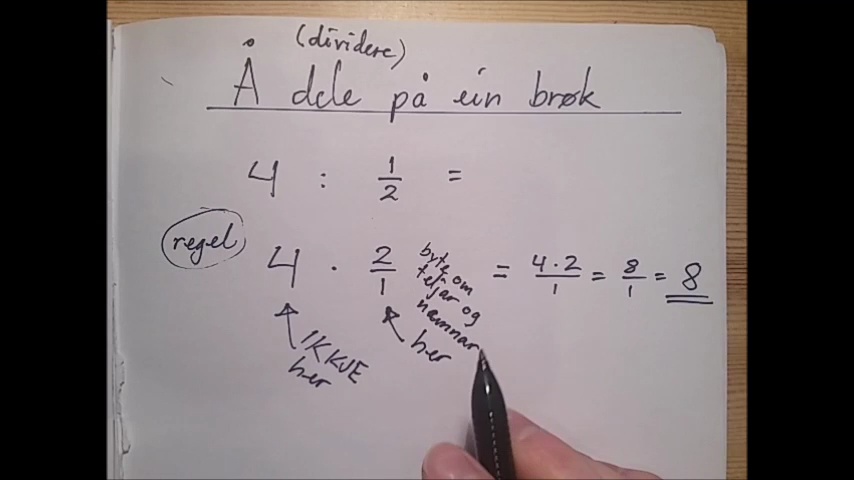 (dividere)
Å dele på ein brøk
4 : 1/2 =
regel
4 · 2/1
byte om
teljar og
nemnar
her
= 4·2/1 = 8/1 = 8
IKKJE
her